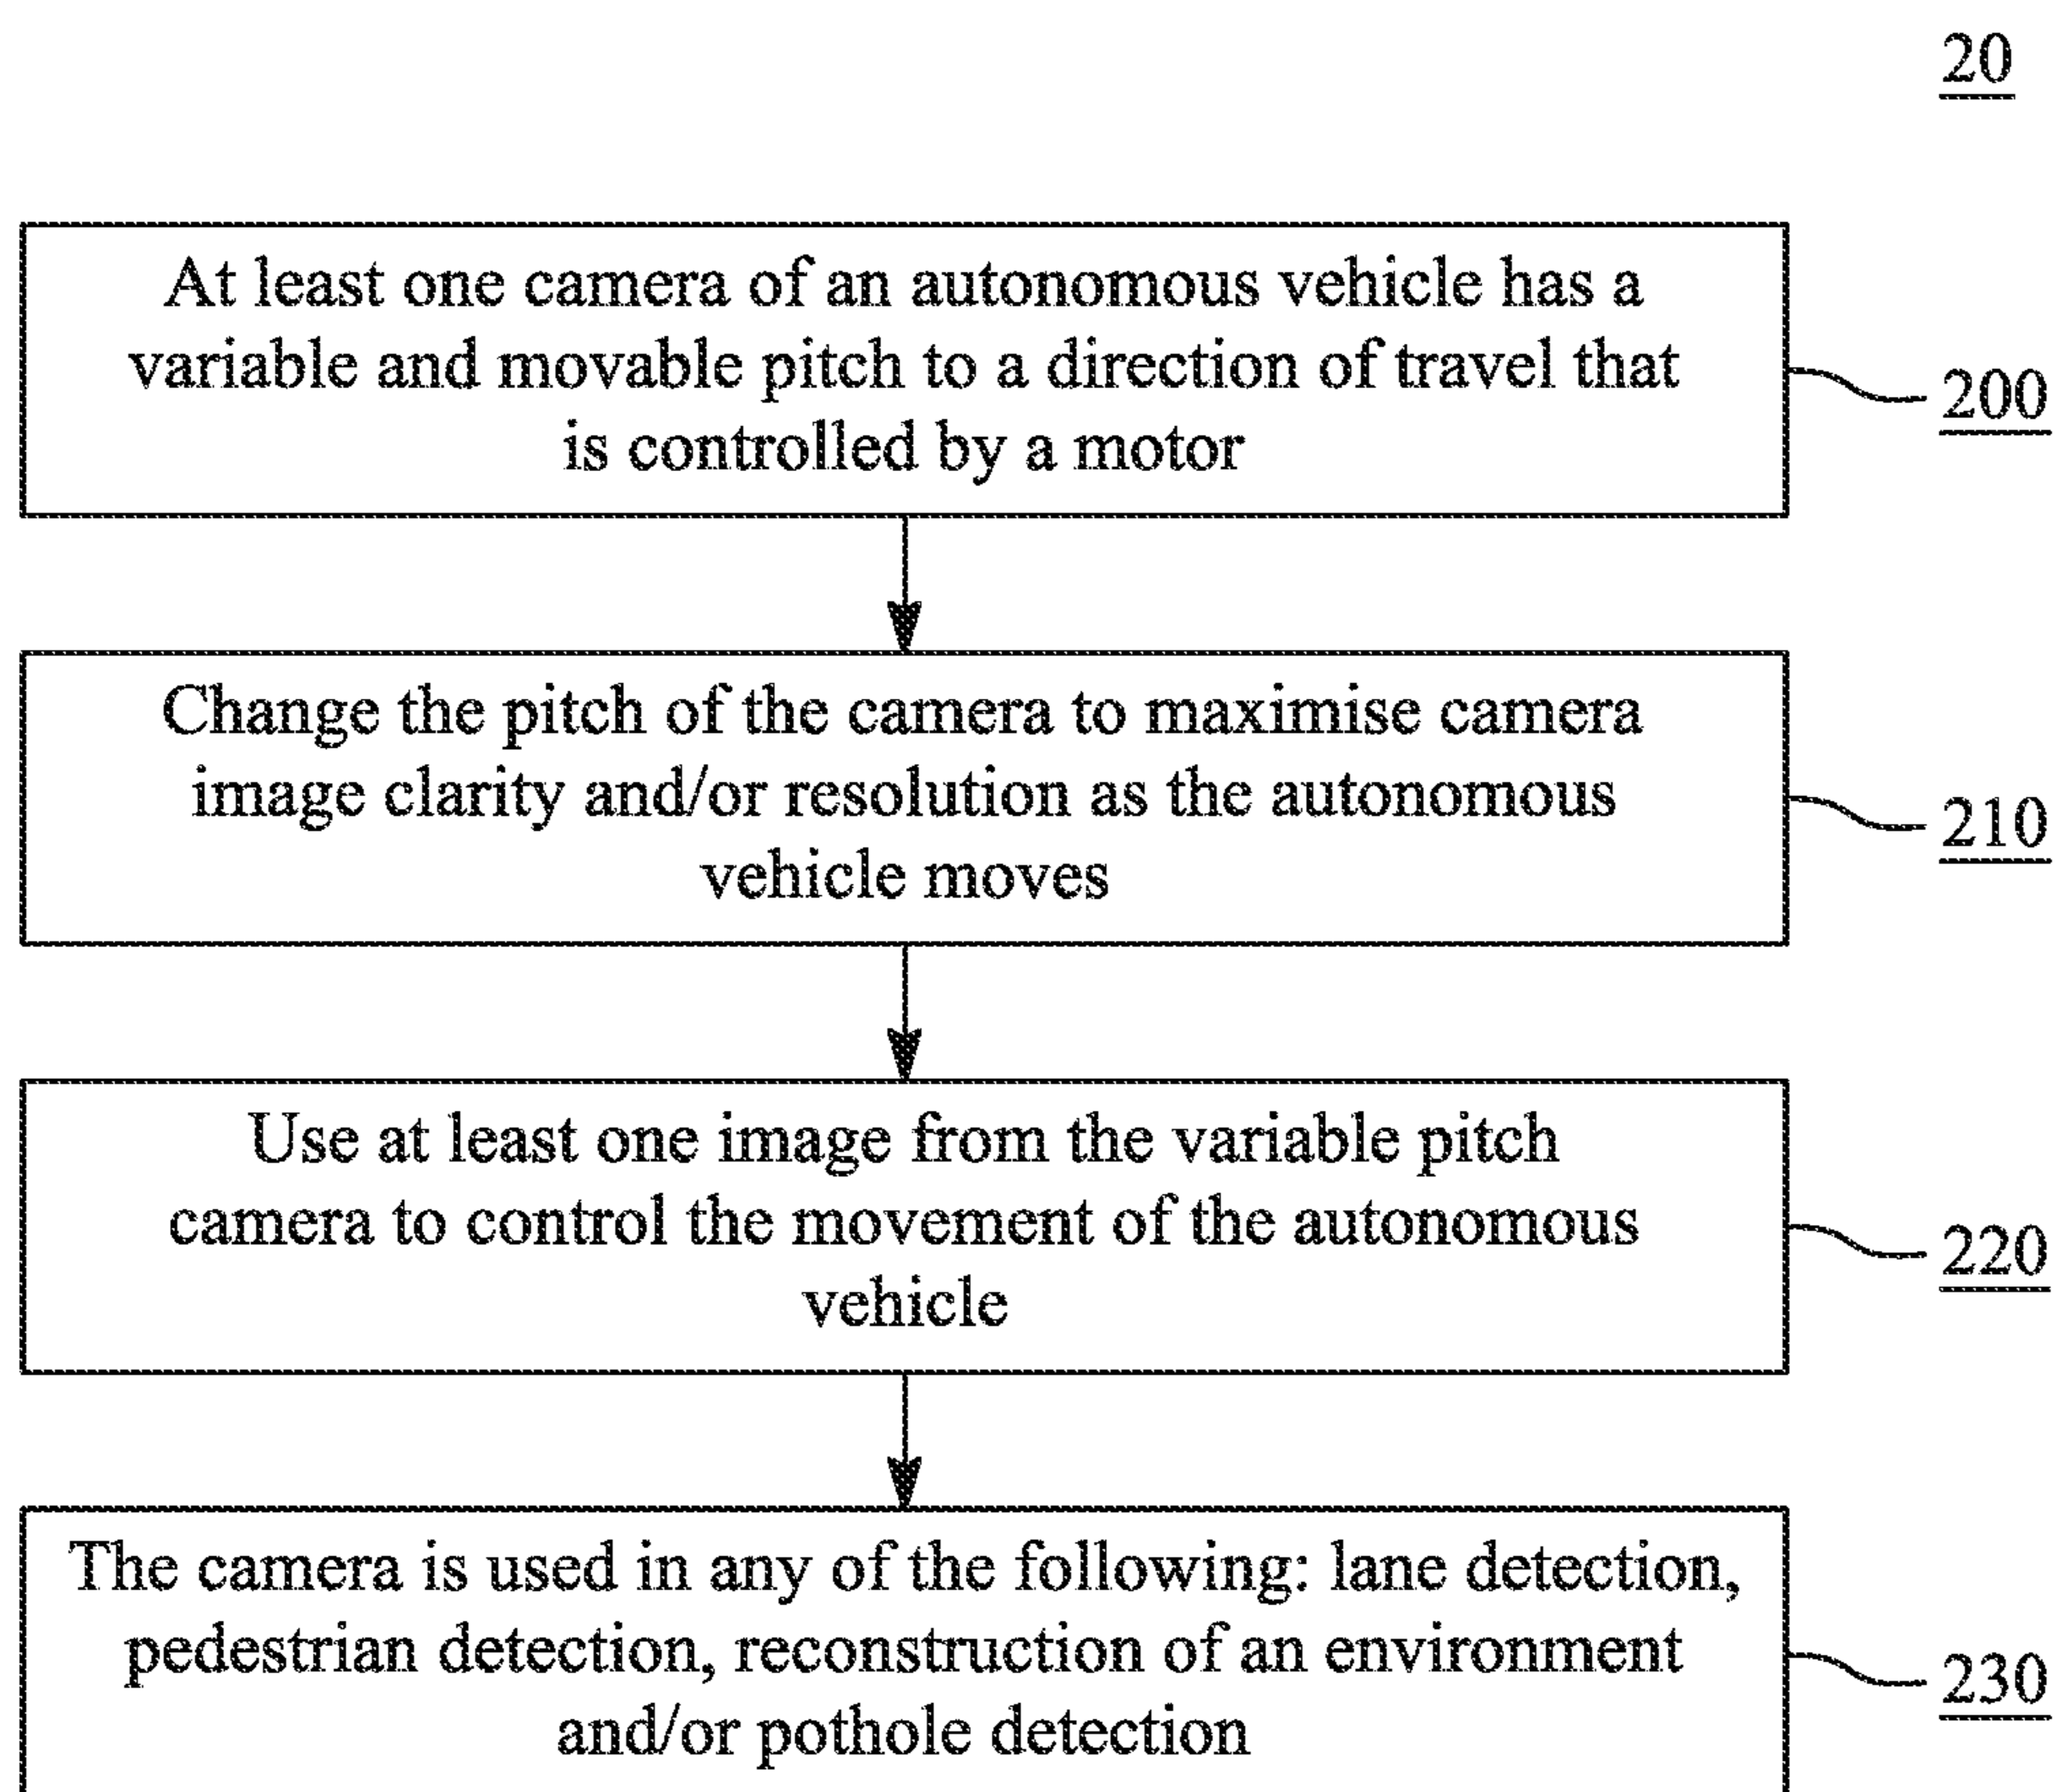 20
At least one camera of an autonomous vehicle has a
variable and movable pitch to a direction of travel that
is controlled by a motor
200
Change the pitch of the camera to maximise camera
image clarity and/or resolution as the autonomous
vehicle moves
210
Use at least one image from the variable pitch
camera to control the movement of the autonomous
vehicle
220
The camera is used in any of the following: lane detection,
pedestrian detection, reconstruction of an environment
and/or pothole detection
230